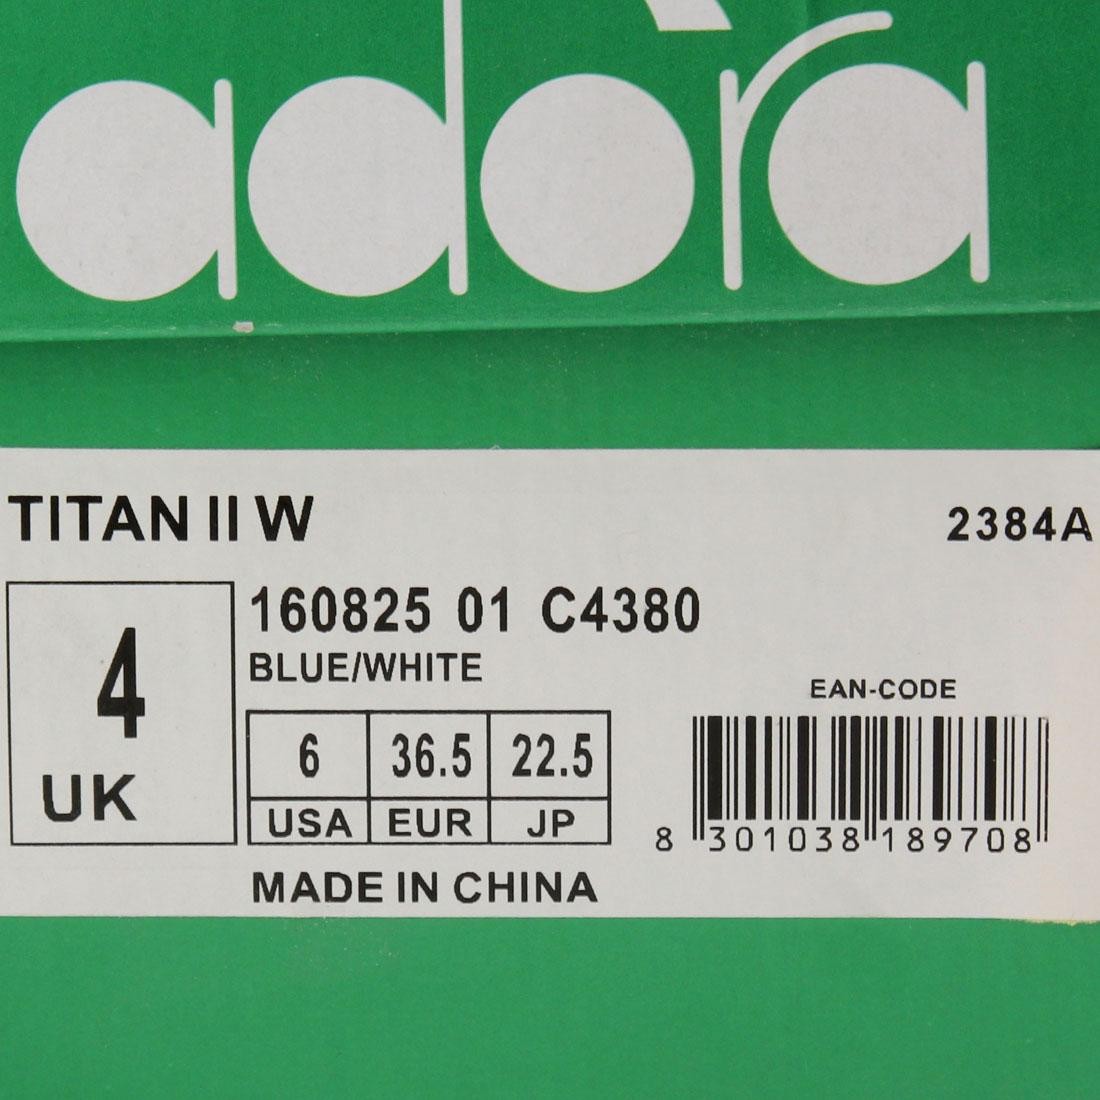 adora
TITAN II W
2384A
4
UK
160825 01 C4380
BLUE/WHITE
6 36.5 22.5
USA EUR JP
MADE IN CHINA
EAN-CODE
8 301038 189708